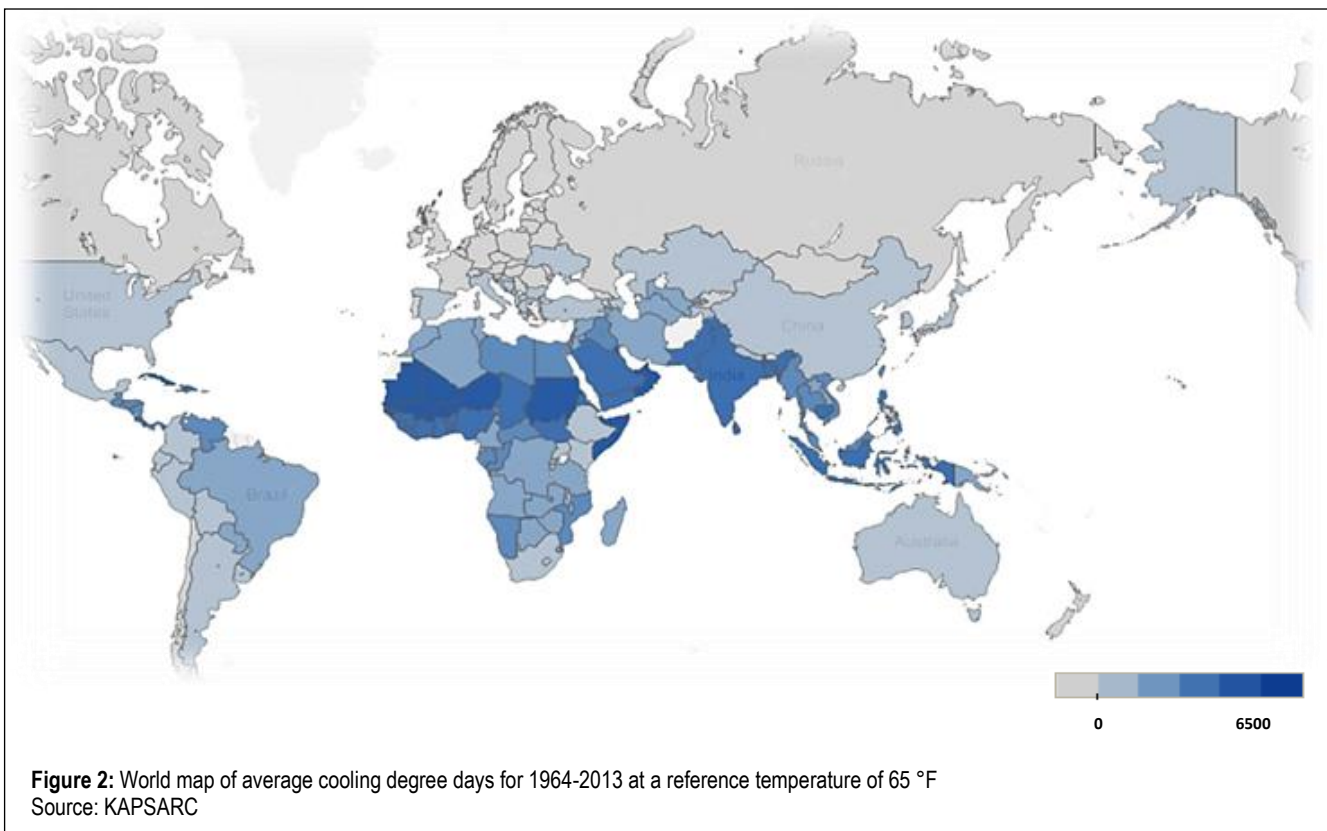 Russia
United
States
China
India
Brazil
Australia
0 6500
Figure 2: World map of average cooling degree days for 1964-2013 at a reference temperature of 65 °F
Source: KAPSARC